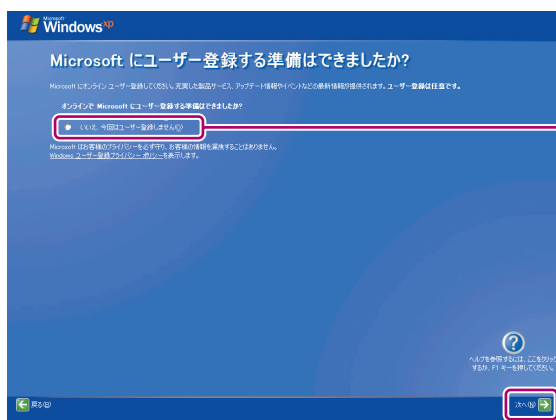 Microsoft
Windows xp
Microsoft にユーザー登録する準備はできましたか?
Microsoft にオンライン ユーザー登録してください。充実した製品サービス、アップデート情報やイベントなどの最新情報が提供されます。ユーザー登録は任意です。
オンラインで Microsoft にユーザー登録する準備はできましたか?
いいえ、今回はユーザー登録しません(O)
Microsoft はお客様のプライバシーを必ず守り、お客様の情報を漏洩することはありません。
Windows ユーザー登録プライバシー ポリシーを表示します。
ヘルプを参照するには、ここをクリック
するか、F1 キーを押してください。
戻る(B)
次へ(N)